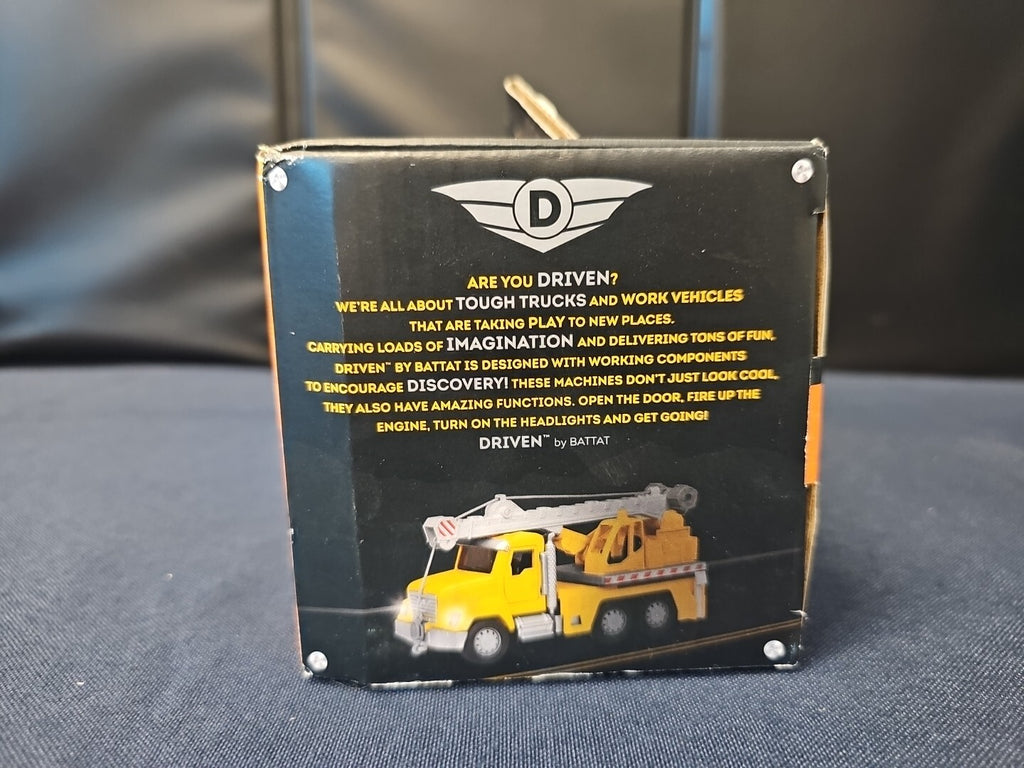 D
ARE YOU DRIVEN?
WE'RE ALL ABOUT TOUGH TRUCKS AND WORK VEHICLES
THAT ARE TAKING PLAY TO NEW PLACES.
CARRYING LOADS OF IMAGINATION AND DELIVERING TONS OF FUN,
DRIVEN™ BY BATTAT IS DESIGNED WITH WORKING COMPONENTS
TO ENCOURAGE DISCOVERY! THESE MACHINES DON'T JUST LOOK COOL,
THEY ALSO HAVE AMAZING FUNCTIONS. OPEN THE DOOR, FIRE UP THE
ENGINE, TURN ON THE HEADLIGHTS AND GET GOING!
DRIVEN™ by BATTAT